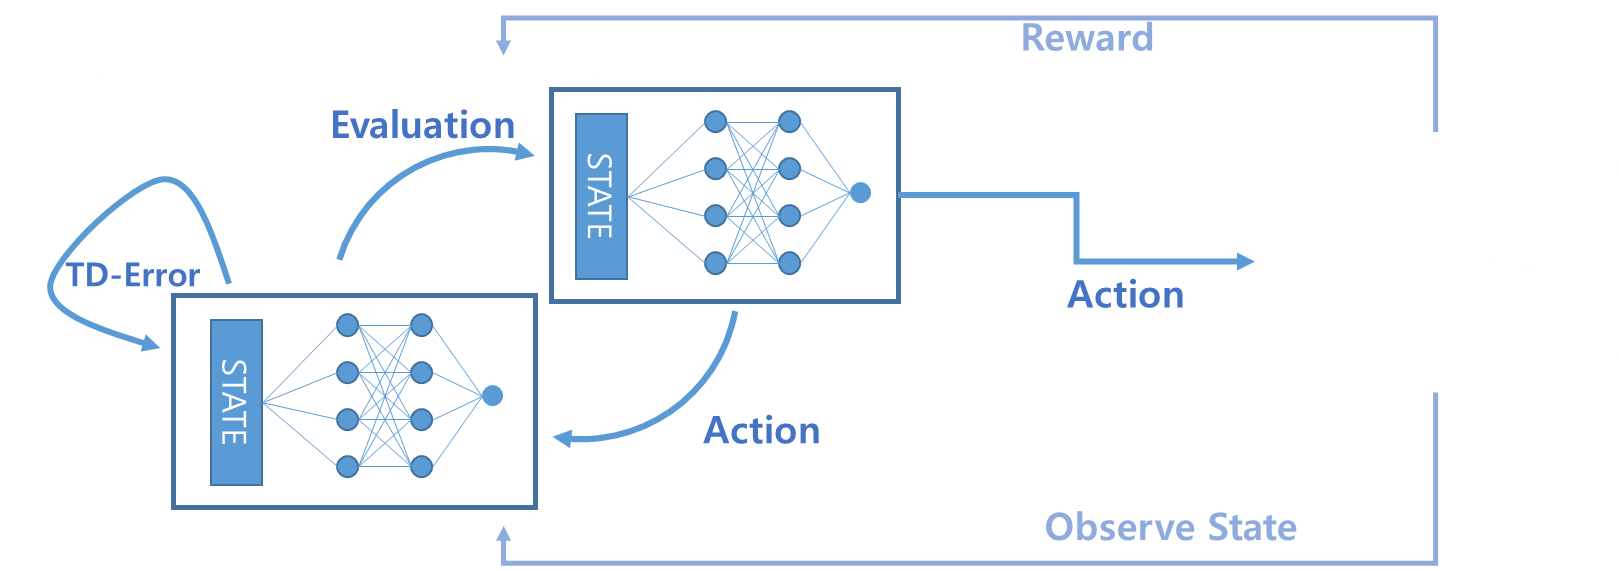 Reward
Evaluation
STATE
TD-Error
Action
STATE
Action
Observe State